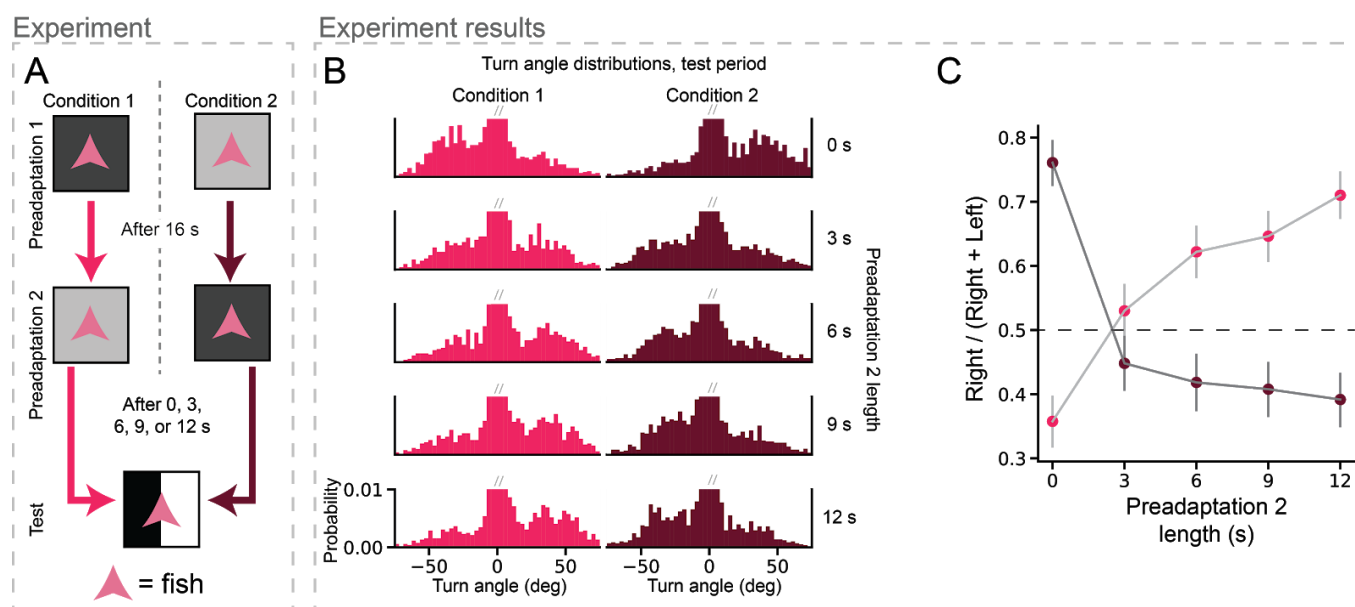 Experiment
Experiment results
A
Condition 1
Condition 2
Preadaptation 1
After 16 s
Preadaptation 2
After 0, 3,
6, 9, or 12 s
Test
= fish
B
Turn angle distributions, test period
Condition 1
Condition 2
//
//
0 s
//
//
3 s
//
//
6 s
//
//
9 s
//
//
12 s
Preadaptation 2 length
Probability
0.01
0.00
−50
0
50
−50
0
50
Turn angle (deg)
Turn angle (deg)
C
Right / (Right + Left)
0.8
0.7
0.6
0.5
0.4
0.3
0
3
6
9
12
Preadaptation 2
length (s)